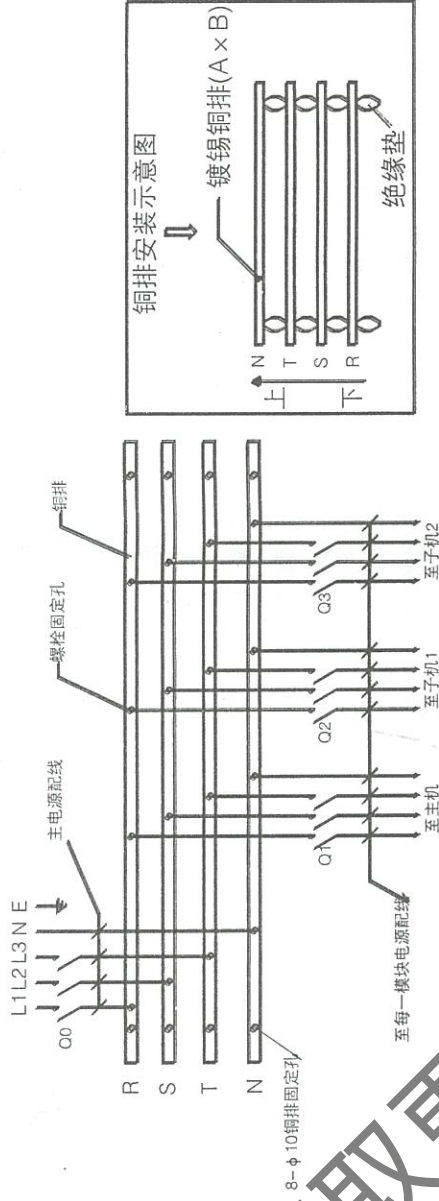 L1L2L3 N E
主电源配线
螺栓固定孔
铜排
Q0
R
S
T
N
8-φ10铜排固定孔
Q1
Q2
Q3
至每一模块电源配线
至主机
至子机1
至子机2
铜排安装示意图
镀锡铜排(A×B)
N
T
S
R
上
下
绝缘垫
取